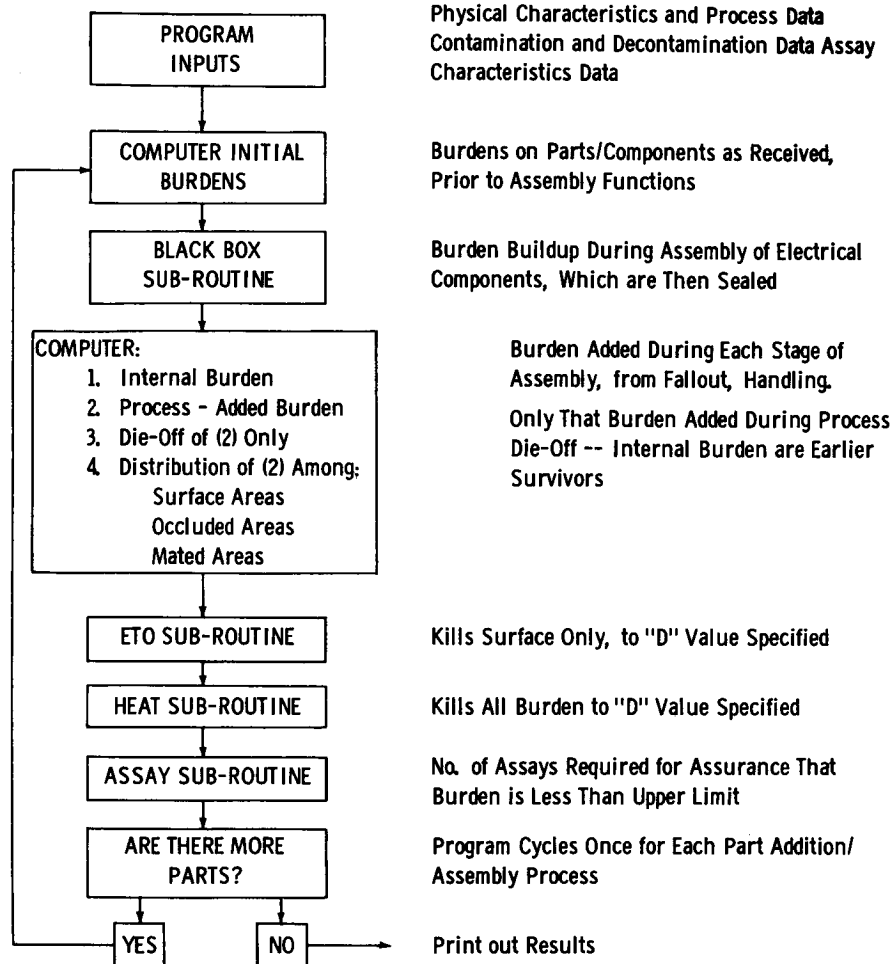 PROGRAM
INPUTS
Physical Characteristics and Process Data
Contamination and Decontamination Data Assay
Characteristics Data
COMPUTER INITIAL
BURDENS
Burdens on Parts/Components as Received,
Prior to Assembly Functions
BLACK BOX
SUB-ROUTINE
Burden Buildup During Assembly of Electrical
Components, Which are Then Sealed
COMPUTER:
1. Internal Burden
2. Process - Added Burden
3. Die-Off of (2) Only
4. Distribution of (2) Among:
Surface Areas
Occluded Areas
Mated Areas
Burden Added During Each Stage of
Assembly, from Fallout, Handling.
Only That Burden Added During Process
Die-Off -- Internal Burden are Earlier
Survivors
ETO SUB-ROUTINE
Kills Surface Only, to "D" Value Specified
HEAT SUB-ROUTINE
Kills All Burden to "D" Value Specified
ASSAY SUB-ROUTINE
No. of Assays Required for Assurance That
Burden is Less Than Upper Limit
ARE THERE MORE
PARTS?
Program Cycles Once for Each Part Addition/
Assembly Process
YES
NO
Print out Results